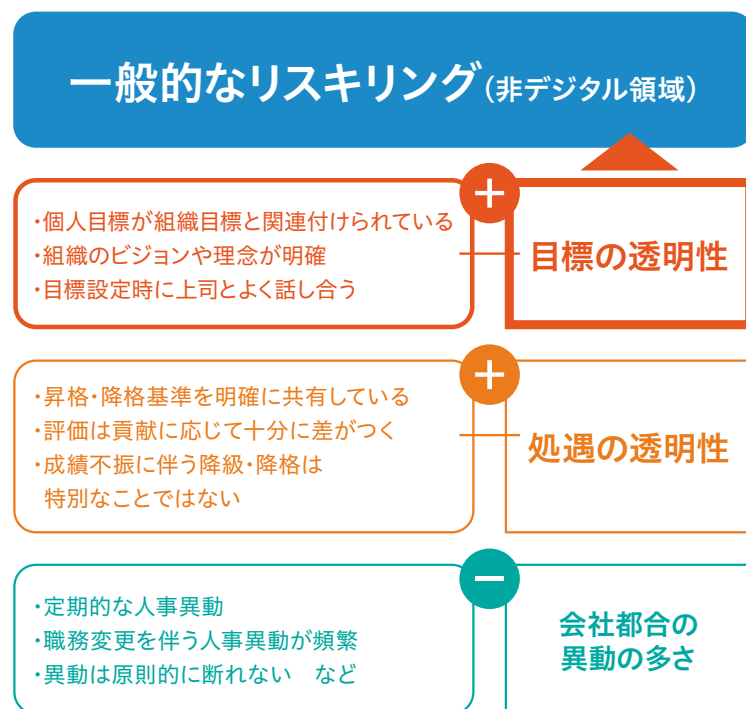 一般的なリスキリング(非デジタル領域)
+
・個人目標が組織目標と関連付けられている
・組織のビジョンや理念が明確
・目標設定時に上司とよく話し合う
目標の透明性
+
・昇格・降格基準を明確に共有している
・評価は貢献に応じて十分に差がつく
・成績不振に伴う降級・降格は
特別なことではない
処遇の透明性
−
・定期的な人事異動
・職務変更を伴う人事異動が頻繁
・異動は原則的に断れない など
会社都合の
異動の多さ